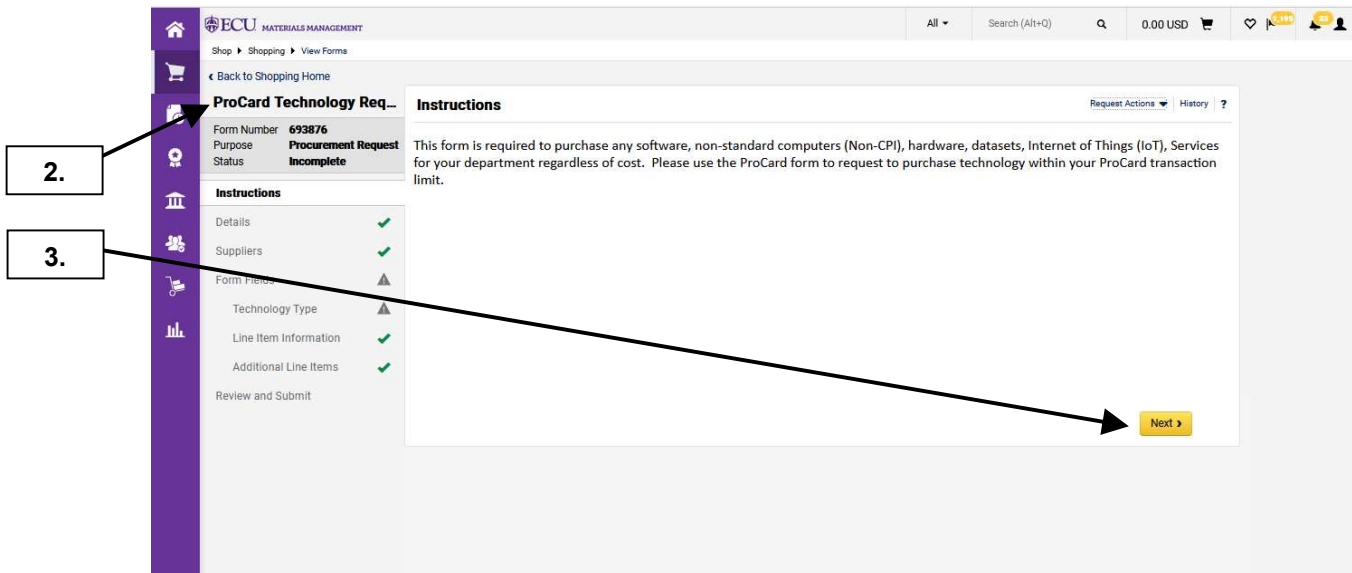 ECU MATERIALS MANAGEMENT
All
Search (Alt+Q)
0.00 USD
Shop Shopping View Forms
Back to Shopping Home
ProCard Technology Req...
Form Number 693876
Purpose Procurement Request
Status Incomplete
Instructions
Details
Suppliers
Form Fields
Technology Type
Line Item Information
Additional Line Items
Review and Submit
Instructions
Request Actions History ?
This form is required to purchase any software, non-standard computers (Non-CPI), hardware, datasets, Internet of Things (IoT), Services
for your department regardless of cost. Please use the ProCard form to request to purchase technology within your ProCard transaction
limit.
Next
2.
3.